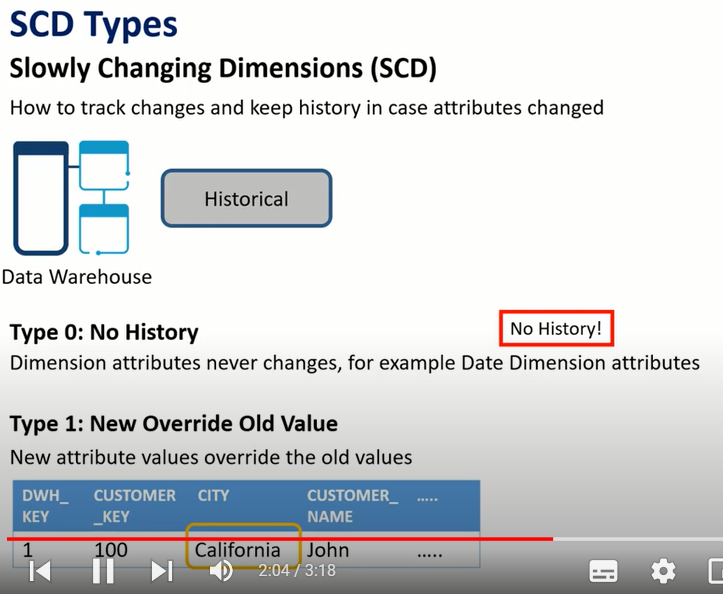 SCD Types
Slowly Changing Dimensions (SCD)
How to track changes and keep history in case attributes changed
Historical
Data Warehouse
Type 0: No History
No History!
Dimension attributes never changes, for example Date Dimension attributes
Type 1: New Override Old Value
New attribute values override the old values
DWH_ CUSTOMER CITY CUSTOMER_ .....
KEY _KEY NAME
1 100 California John .....
2:04 / 3:18